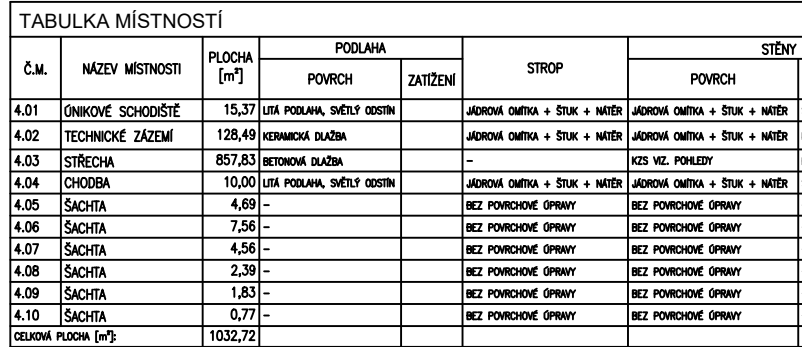 TABULKA MÍSTNOSTÍ
Č.M. NÁZEV MÍSTNOSTI PLOCHA [m²] PODLAHA STROP STĚNY
POVRCH ZATÍŽENÍ POVRCH
4.01 ÚNIKOVÉ SCHODIŠTĚ 15,37 LITÁ PODLAHA, SVĚTLÝ ODSTÍN JÁDROVÁ OMÍTKA + ŠTUK + NÁTĚR JÁDROVÁ OMÍTKA + ŠTUK + NÁTĚR
4.02 TECHNICKÉ ZÁZEMÍ 128,49 KERAMICKÁ DLAŽBA JÁDROVÁ OMÍTKA + ŠTUK + NÁTĚR JÁDROVÁ OMÍTKA + ŠTUK + NÁTĚR
4.03 STŘECHA 857,83 BETONOVÁ DLAŽBA – KZS VIZ. POHLEDY
4.04 CHODBA 10,00 LITÁ PODLAHA, SVĚTLÝ ODSTÍN JÁDROVÁ OMÍTKA + ŠTUK + NÁTĚR JÁDROVÁ OMÍTKA + ŠTUK + NÁTĚR
4.05 ŠACHTA 4,69 – BEZ POVRCHOVÉ ÚPRAVY BEZ POVRCHOVÉ ÚPRAVY
4.06 ŠACHTA 7,56 – BEZ POVRCHOVÉ ÚPRAVY BEZ POVRCHOVÉ ÚPRAVY
4.07 ŠACHTA 4,56 – BEZ POVRCHOVÉ ÚPRAVY BEZ POVRCHOVÉ ÚPRAVY
4.08 ŠACHTA 2,39 – BEZ POVRCHOVÉ ÚPRAVY BEZ POVRCHOVÉ ÚPRAVY
4.09 ŠACHTA 1,83 – BEZ POVRCHOVÉ ÚPRAVY BEZ POVRCHOVÉ ÚPRAVY
4.10 ŠACHTA 0,77 – BEZ POVRCHOVÉ ÚPRAVY BEZ POVRCHOVÉ ÚPRAVY
CELKOVÁ PLOCHA [m²]: 1032,72